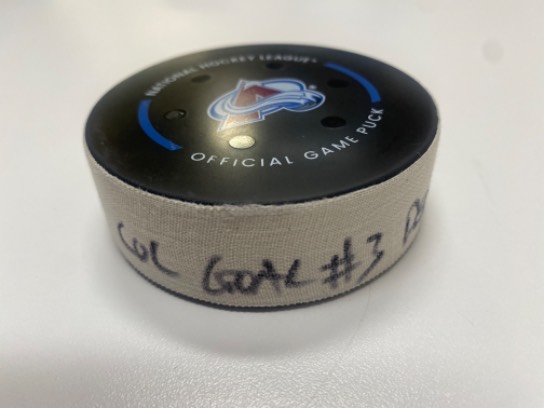 NATIONAL HOCKEY LEAGUE
OFFICIAL GAME PUCK
COL GOAL #3